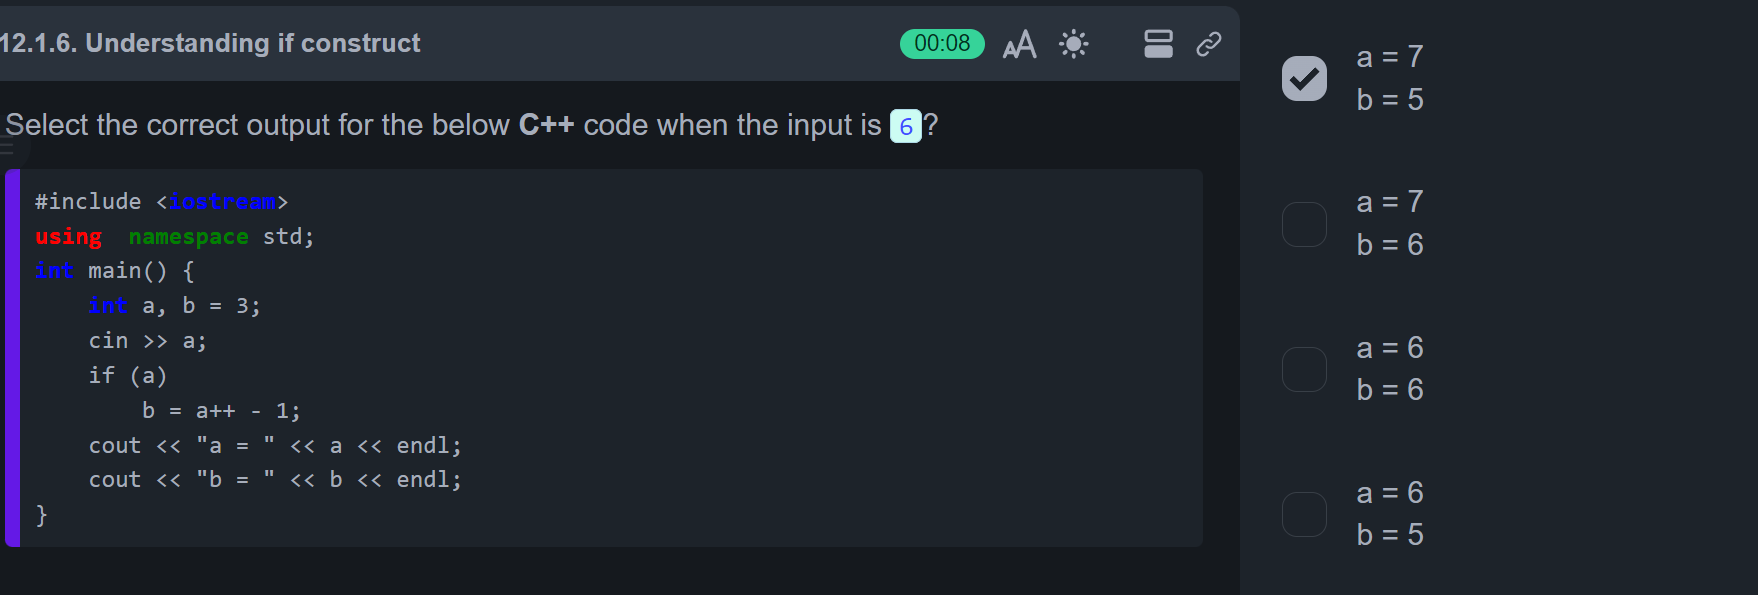 12.1.6. Understanding if construct
00:08
Select the correct output for the below C++ code when the input is 6?
#include <iostream>
using  namespace std;
int main() {
    int a, b = 3;
    cin >> a;
    if (a)
        b = a++ - 1;
    cout << "a = " << a << endl;
    cout << "b = " << b << endl;
}
a = 7
b = 5
a = 7
b = 6
a = 6
b = 6
a = 6
b = 5